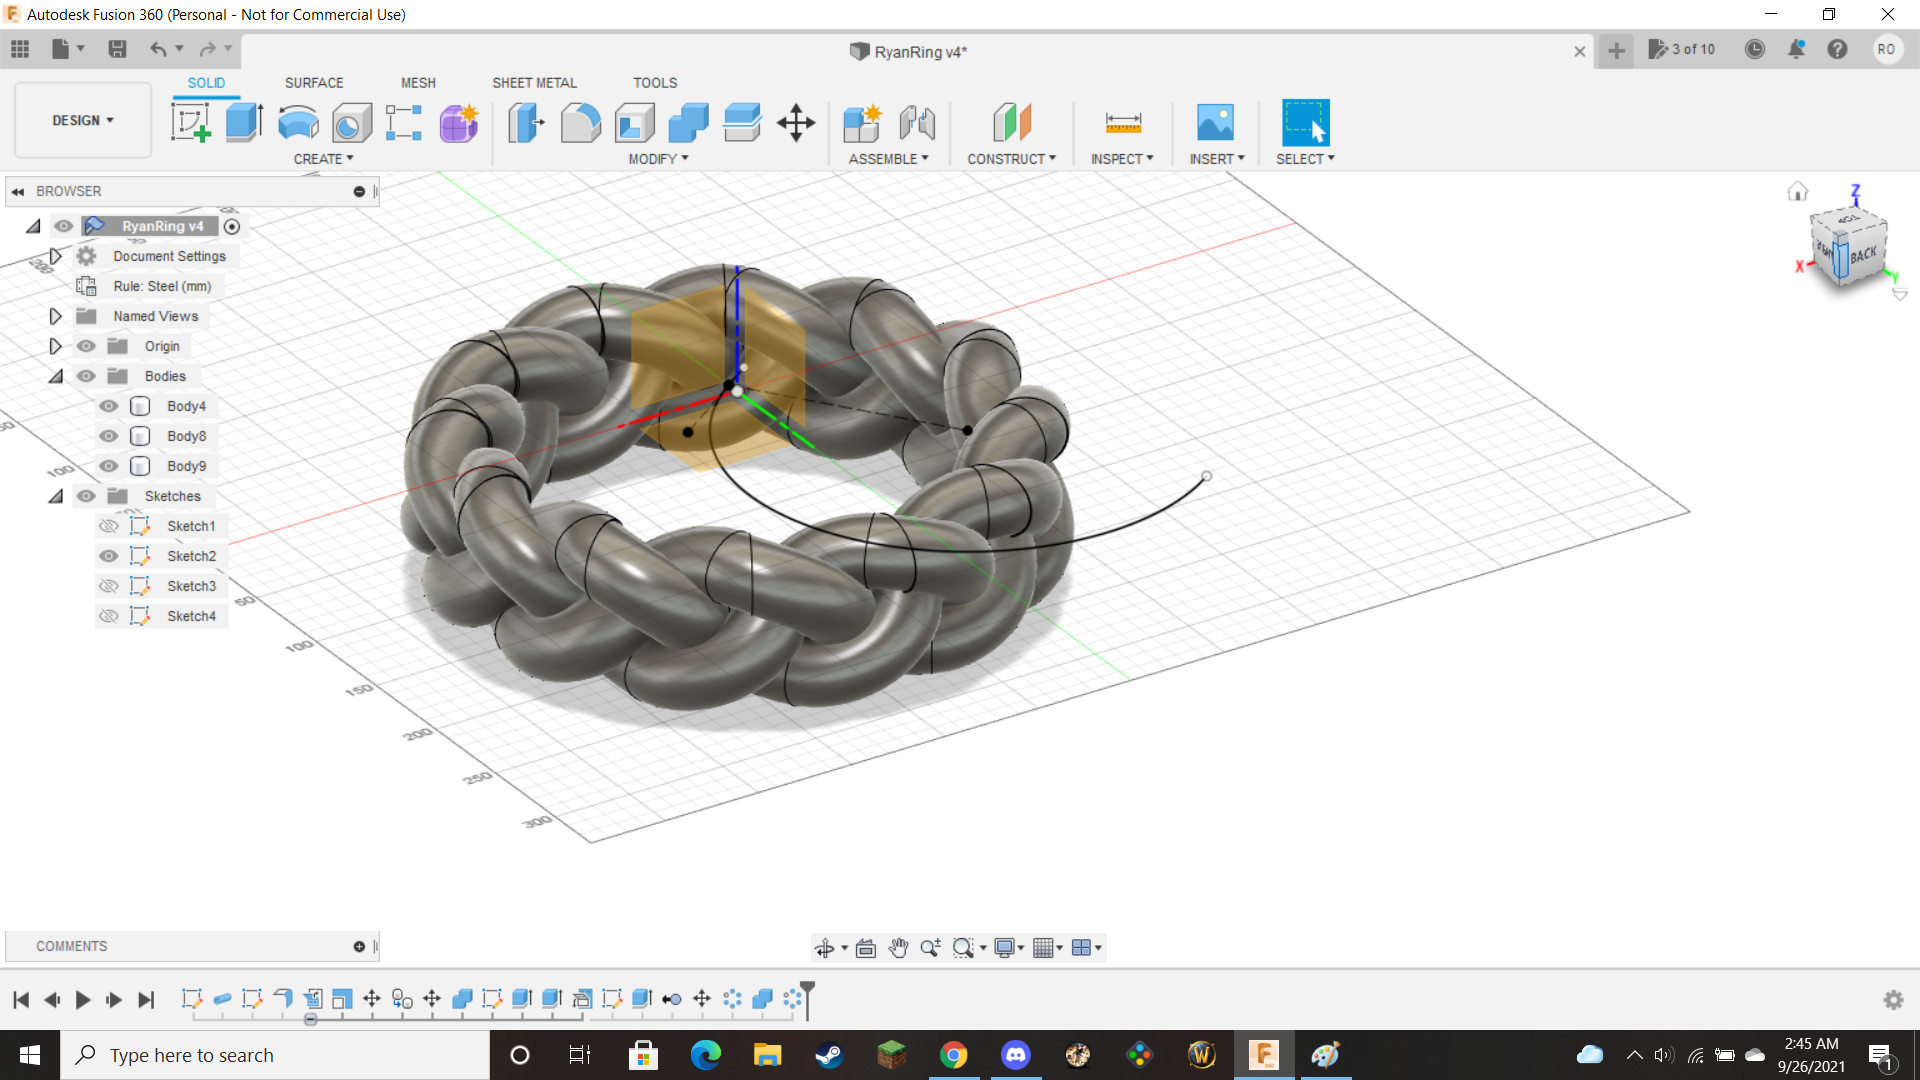 Autodesk Fusion 360 (Personal - Not for Commercial Use)
RyanRing v4*
3 of 10
RO
DESIGN
SOLID
SURFACE
MESH
SHEET METAL
TOOLS
CREATE
MODIFY
ASSEMBLE
CONSTRUCT
INSPECT
INSERT
SELECT
BROWSER
RyanRing v4
Document Settings
Rule: Steel (mm)
Named Views
Origin
Bodies
Body4
Body8
Body9
Sketches
Sketch1
Sketch2
Sketch3
Sketch4
Z
TOP
BACK
X
Y
200
50
100
50
100
150
200
250
300
COMMENTS
Type here to search
2:45 AM
9/26/2021
1